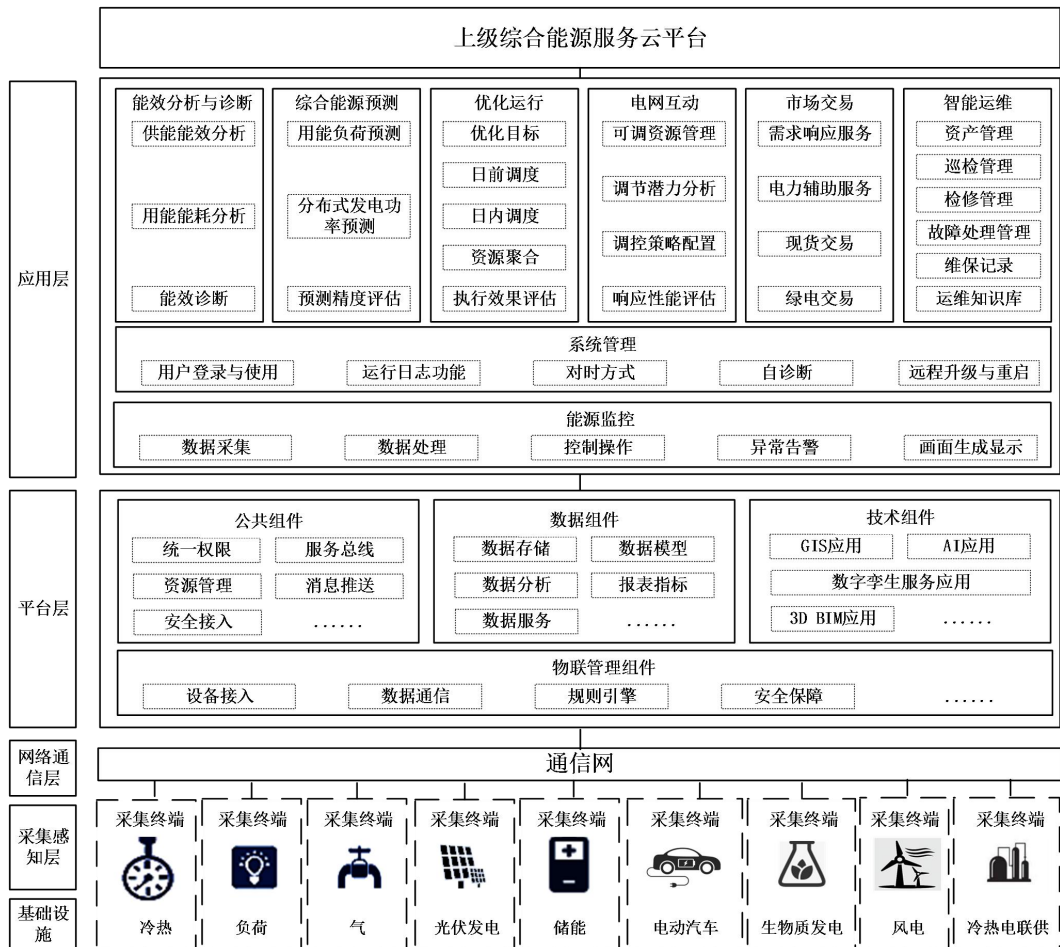 上级综合能源服务云平台
应用层
能效分析与诊断
供能能效分析
用能能耗分析
能效诊断
综合能源预测
用能负荷预测
分布式发电功
率预测
预测精度评估
优化运行
优化目标
日前调度
日内调度
资源聚合
执行效果评估
电网互动
可调资源管理
调节潜力分析
调控策略配置
响应性能评估
市场交易
需求响应服务
电力辅助服务
现货交易
绿电交易
智能运维
资产管理
巡检管理
检修管理
故障处理管理
维保记录
运维知识库
系统管理
用户登录与使用
运行日志功能
对时方式
自诊断
远程升级与重启
能源监控
数据采集
数据处理
控制操作
异常告警
画面生成显示
平台层
公共组件
统一权限
服务总线
资源管理
消息推送
安全接入
......
数据组件
数据存储
数据模型
数据分析
报表指标
数据服务
......
技术组件
GIS应用
AI应用
数字孪生服务应用
3D BIM应用
......
物联管理组件
设备接入
数据通信
规则引擎
安全保障
......
网络通
信层
通信网
采集感
知层
采集终端
采集终端
采集终端
采集终端
采集终端
采集终端
采集终端
采集终端
采集终端
基础设
施
冷热
负荷
气
光伏发电
储能
电动汽车
生物质发电
风电
冷热电联供